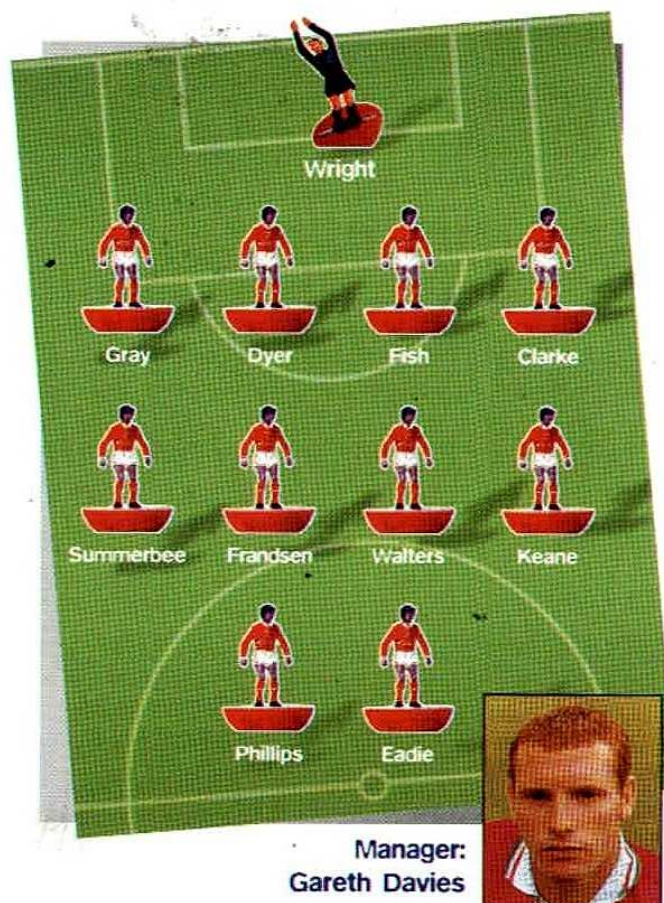 Wright
Gray Dyer Fish Clarke
Summerbee Frandsen Walters Keane
Phillips Eadie
Manager:
Gareth Davies